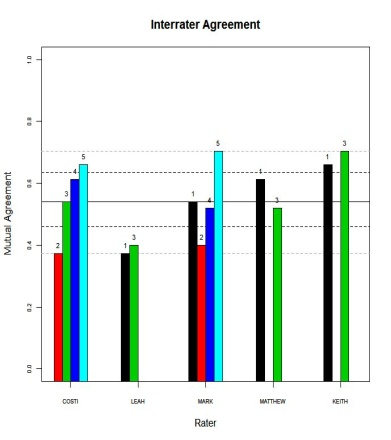 Interrater Agreement
Mutual Agreement
1.0
0.8
0.6
0.4
0.2
0.0
2 3 4 5
1 3
1 2 4 5
1 3
1 3
COSTI LEAH MARK MATTHEW KEITH
Rater